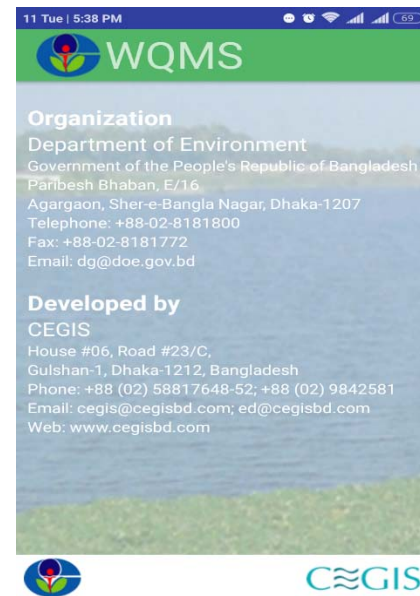 11 Tue | 5:38 PM 69
WQMS
Organization
Department of Environment
Government of the People's Republic of Bangladesh
Paribesh Bhaban, E/16
Agargaon, Sher-e-Bangla Nagar, Dhaka-1207
Telephone: +88-02-8181800
Fax: +88-02-8181772
Email: dg@doe.gov.bd
Developed by
CEGIS
House #06, Road #23/C,
Gulshan-1, Dhaka-1212, Bangladesh
Phone: +88 (02) 58817648-52; +88 (02) 9842581
Email: cegis@cegisbd.com; ed@cegisbd.com
Web: www.cegisbd.com
CEGIS